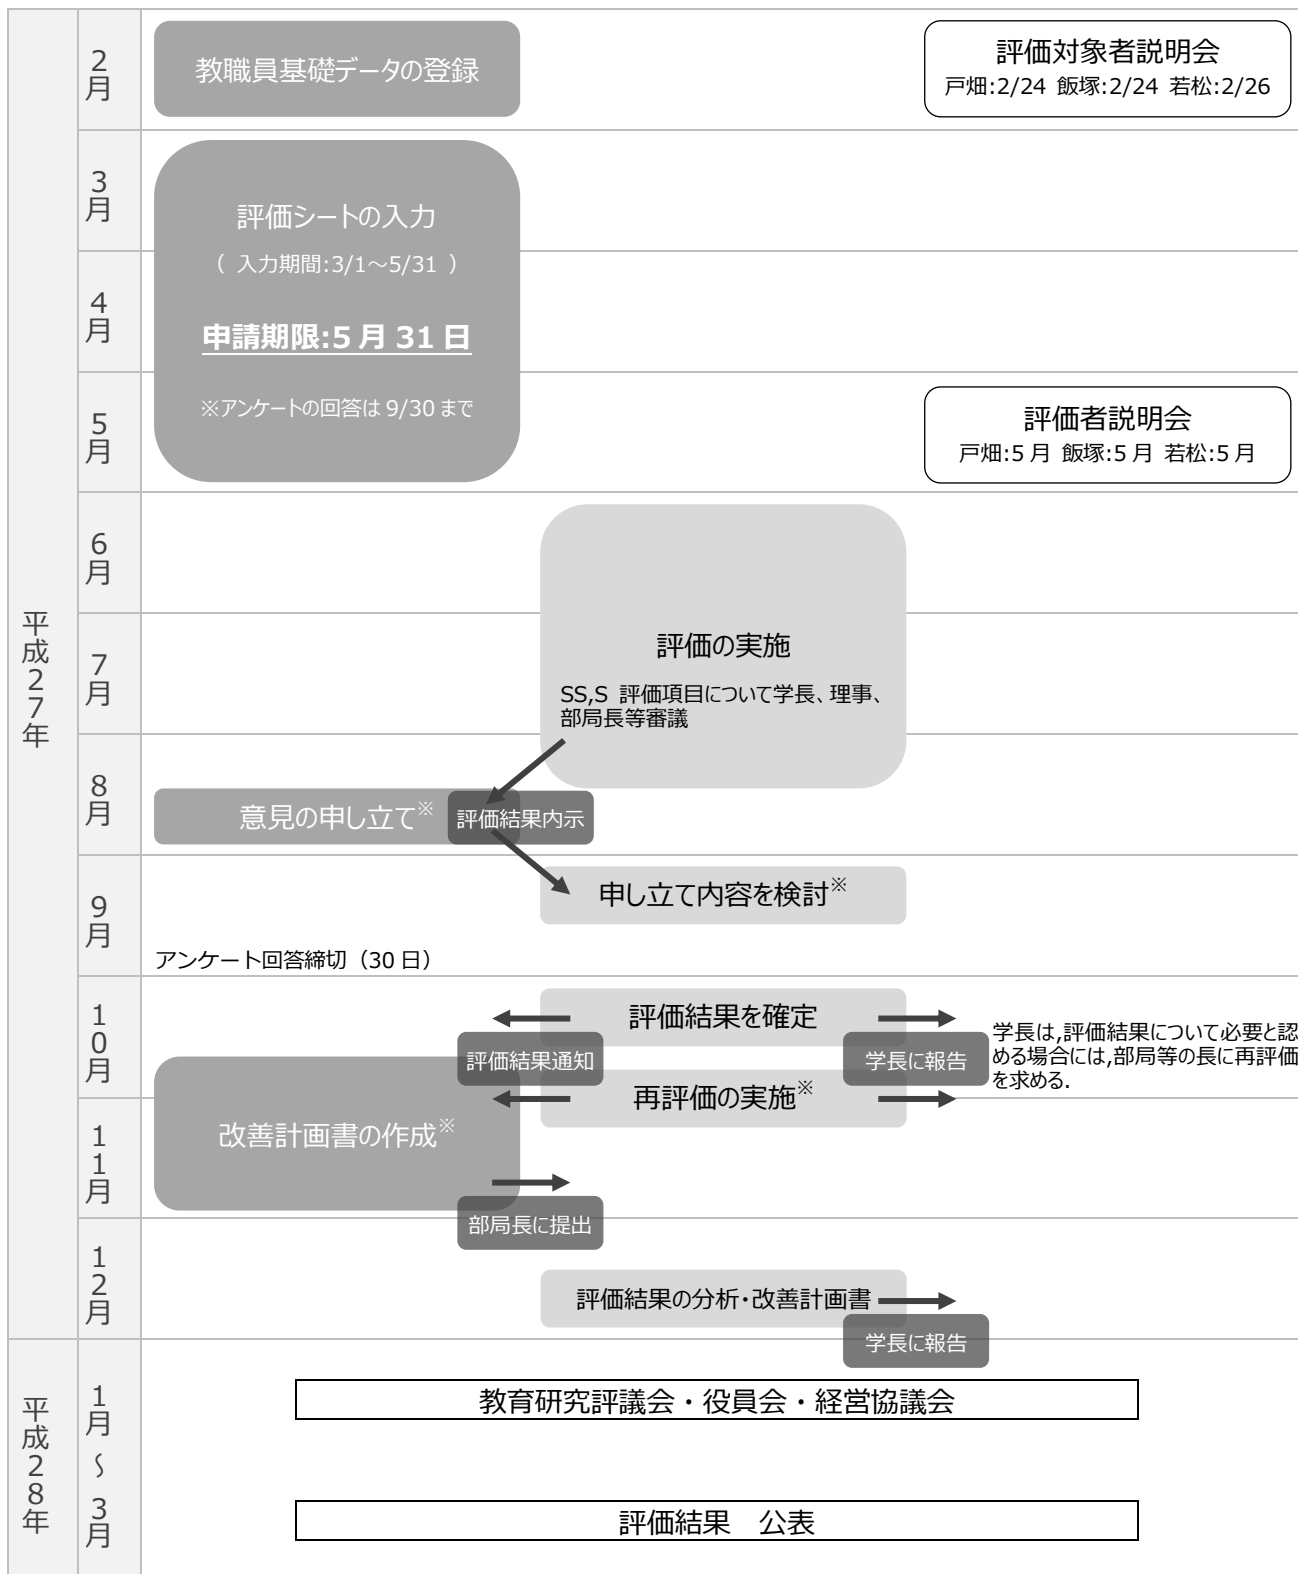 平成27年
2月
教職員基礎データの登録
評価対象者説明会
戸畑:2/24 飯塚:2/24 若松:2/26
3月
評価シートの入力
( 入力期間:3/1～5/31 )
4月
申請期限:5月31日
※アンケートの回答は9/30まで
5月
評価者説明会
戸畑:5月 飯塚:5月 若松:5月
6月
7月
評価の実施
SS,S 評価項目について学長、理事、
部局長等審議
8月
意見の申し立て※
評価結果内示
9月
申し立て内容を検討※
アンケート回答締切（30日）
10月
評価結果を確定
評価結果通知
学長に報告
学長は,評価結果について必要と認
める場合には,部局等の長に再評価
を求める.
再評価の実施※
11月
改善計画書の作成※
部局長に提出
12月
評価結果の分析・改善計画書
学長に報告
平成28年
1月～3月
教育研究評議会・役員会・経営協議会
評価結果　公表